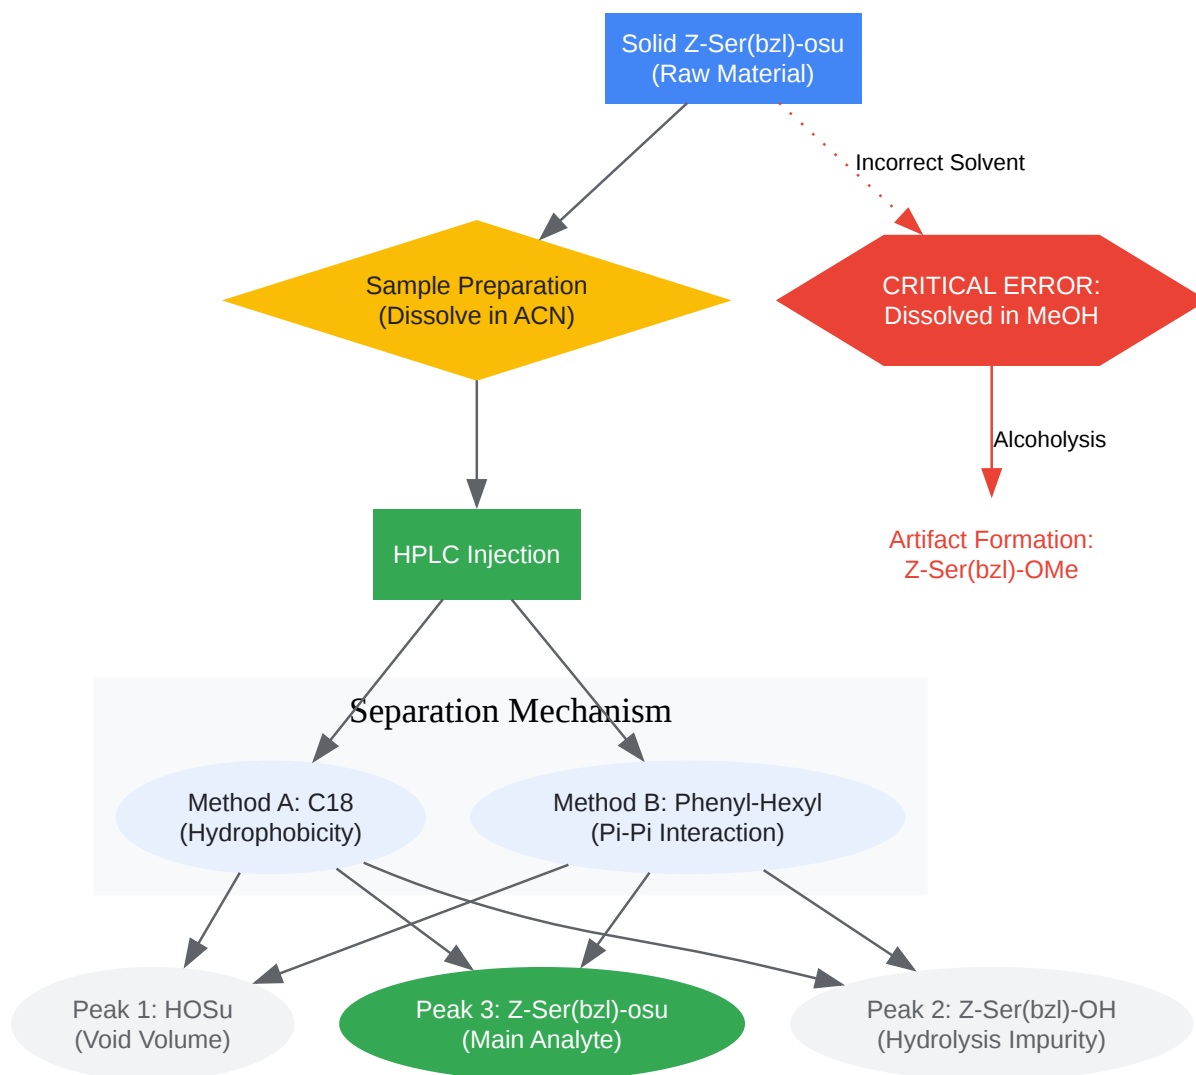 Solid Z-Ser(bzl)-osu
(Raw Material)
Incorrect Solvent
Sample Preparation
(Dissolve in ACN)
CRITICAL ERROR:
Dissolved in MeOH
Alcoholysis
HPLC Injection
Artifact Formation:
Z-Ser(bzl)-OMe
Separation Mechanism
Method A: C18
(Hydrophobicity)
Method B: Phenyl-Hexyl
(Pi-Pi Interaction)
Peak 1: HOSu
(Void Volume)
Peak 3: Z-Ser(bzl)-osu
(Main Analyte)
Peak 2: Z-Ser(bzl)-OH
(Hydrolysis Impurity)